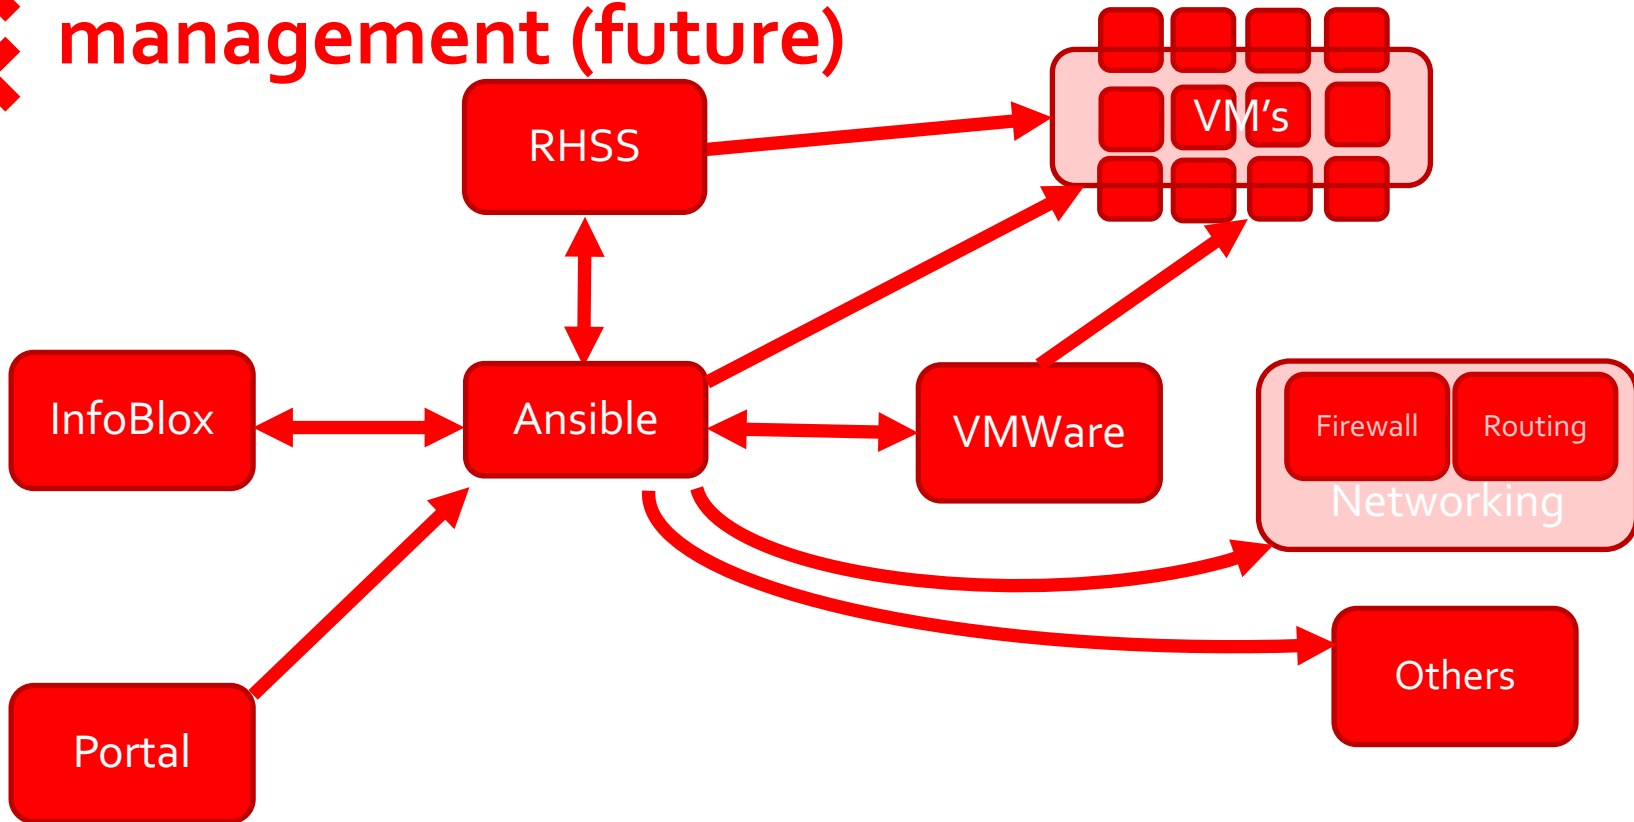 management (future)
RHSS
VM's
InfoBlox
Ansible
VMWare
Firewall
Routing
Networking
Others
Portal